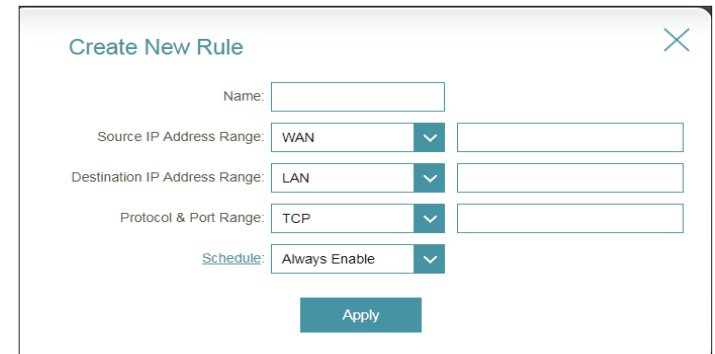 Create New Rule
Name:
Source IP Address Range: WAN
Destination IP Address Range: LAN
Protocol & Port Range: TCP
Schedule: Always Enable
Apply